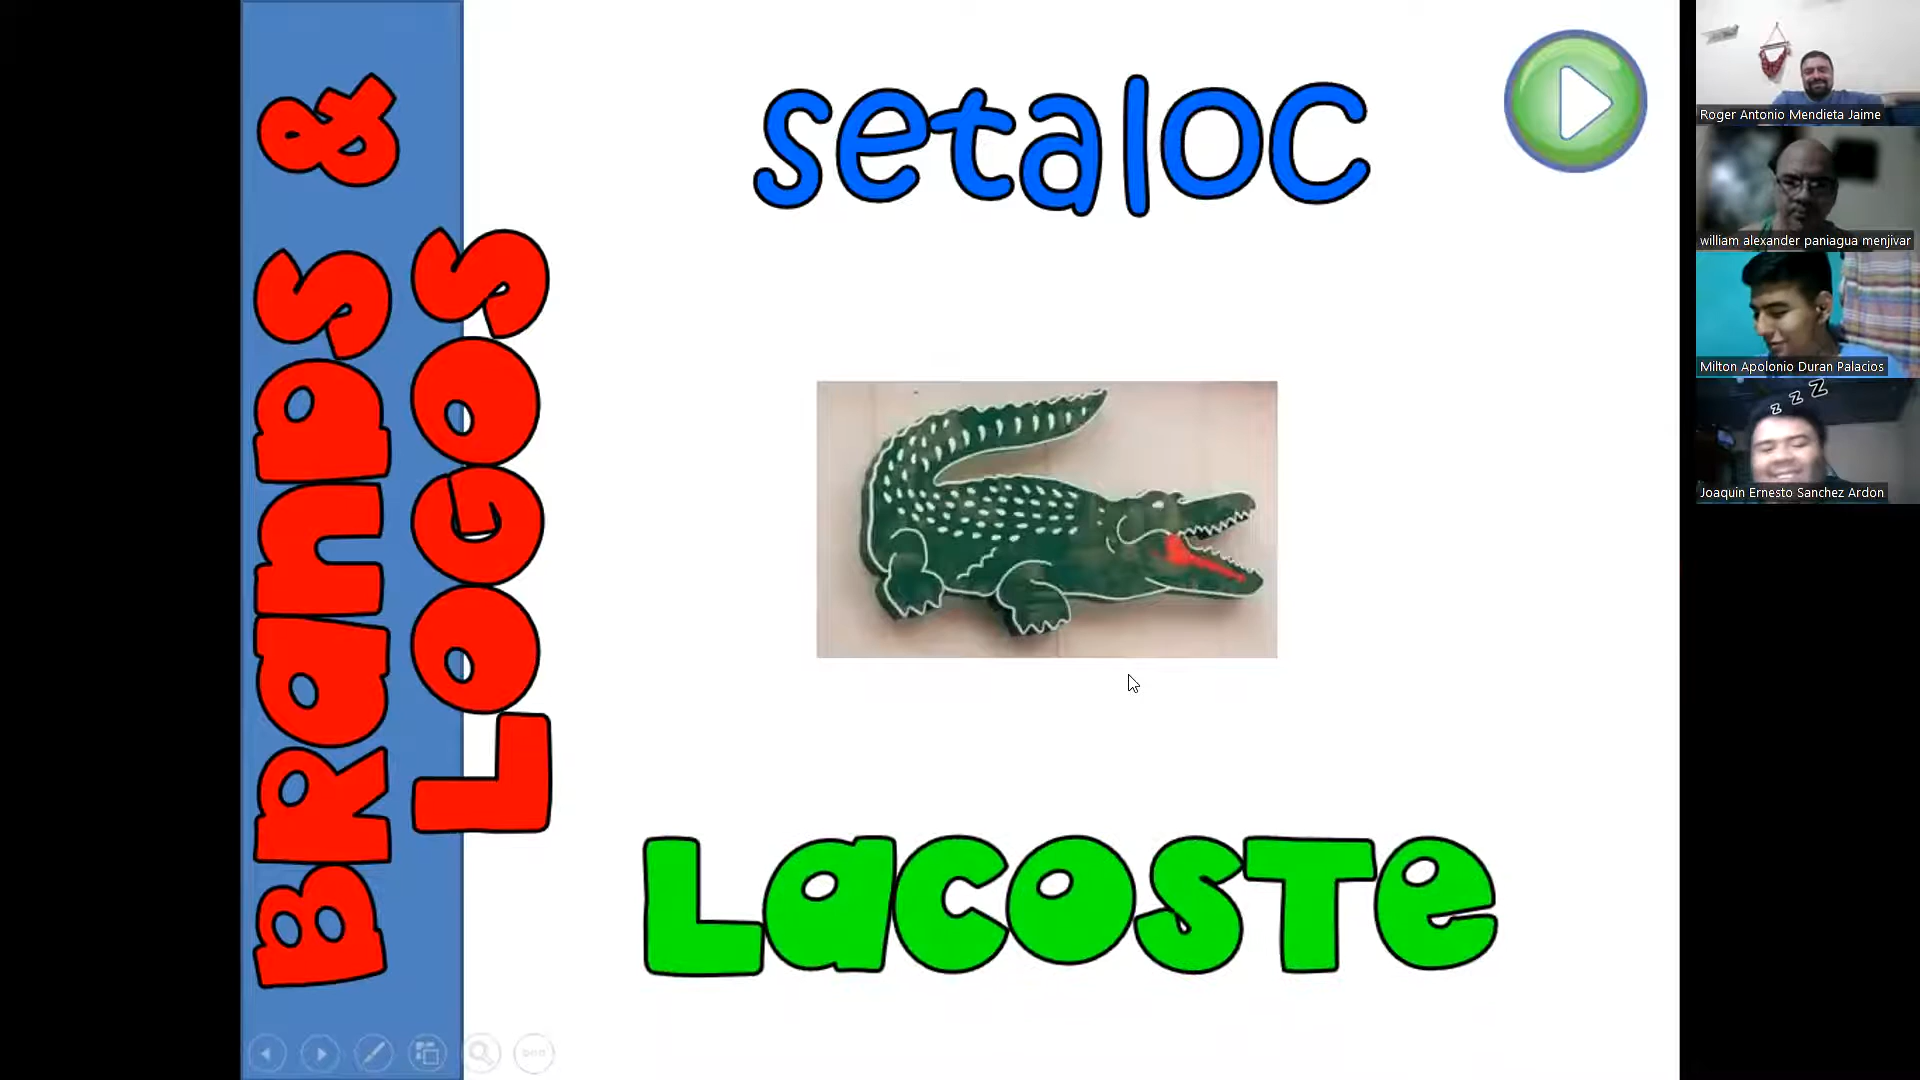 BRanDS &
LOGOS
setaloc
Lacoste
Roger Antonio Mendieta Jaime
william alexander paniagua menjivar
Milton Apolonio Duran Palacios
z z Z
Joaquin Ernesto Sanchez Ardon